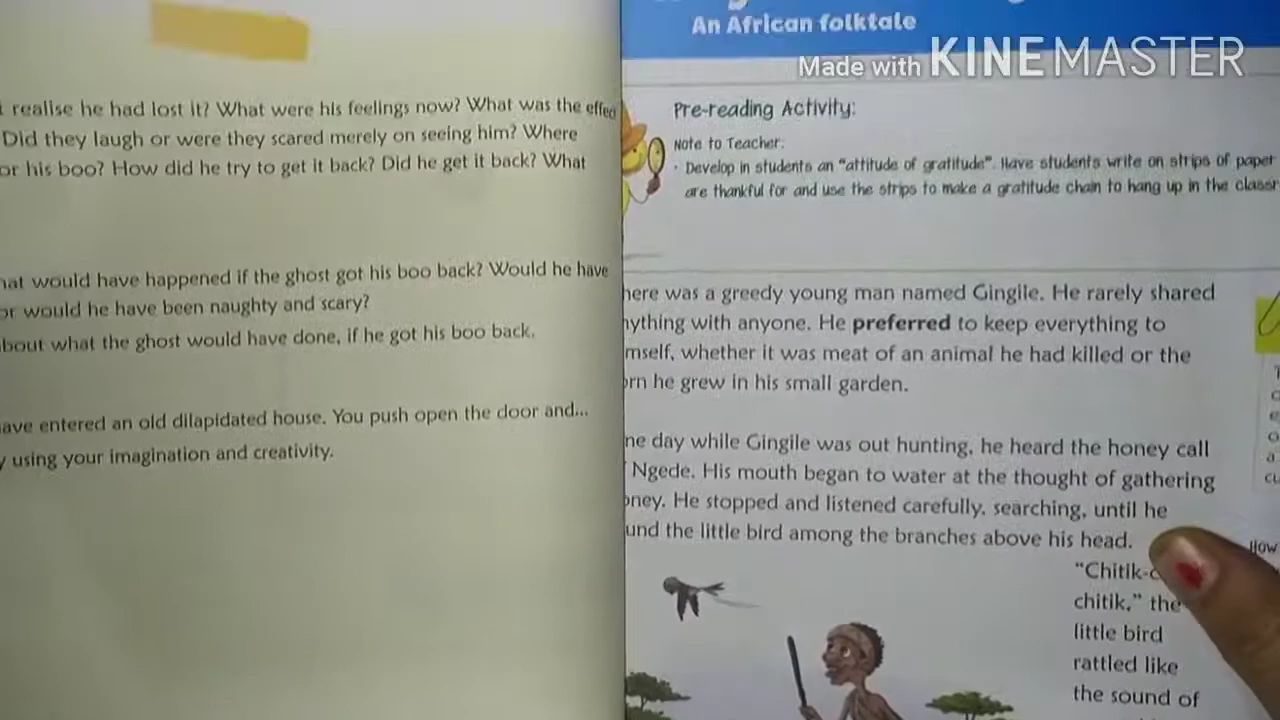 realise he had lost it? What were his feelings now? What was the effect
Did they laugh or were they scared merely on seeing him? Where
or his boo? How did he try to get it back? Did he get it back? What
would have happened if the ghost got his boo back? Would he have
or would he have been naughty and scary?
about what the ghost would have done, if he got his boo back.
have entered an old dilapidated house. You push open the door and...
using your imagination and creativity.
An African folktale
Made with KINEMASTER
Pre-reading Activity:
Note to Teacher:
· Develop in students an "attitude of gratitude". Have students write on strips of paper
are thankful for and use the strips to make a gratitude chain to hang up in the classr
here was a greedy young man named Gingile. He rarely shared
nything with anyone. He preferred to keep everything to
mself, whether it was meat of an animal he had killed or the
orn he grew in his small garden.
ne day while Gingile was out hunting, he heard the honey call
Ngede. His mouth began to water at the thought of gathering
oney. He stopped and listened carefully, searching, until he
und the little bird among the branches above his head.
How
"Chitik-c
chitik," the
little bird
rattled like
the sound of